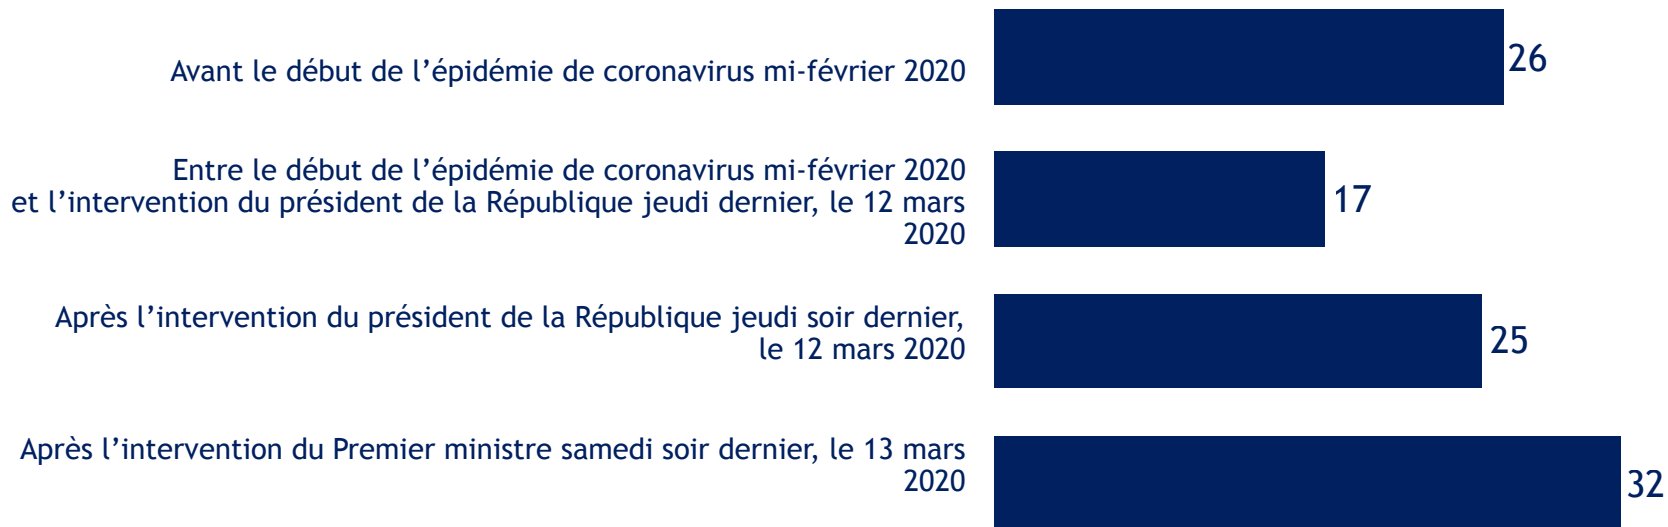 Avant le début de l’épidémie de coronavirus mi-février 2020
26
Entre le début de l’épidémie de coronavirus mi-février 2020
et l’intervention du président de la République jeudi dernier, le 12 mars
2020
17
Après l’intervention du président de la République jeudi soir dernier,
le 12 mars 2020
25
Après l’intervention du Premier ministre samedi soir dernier, le 13 mars
2020
32